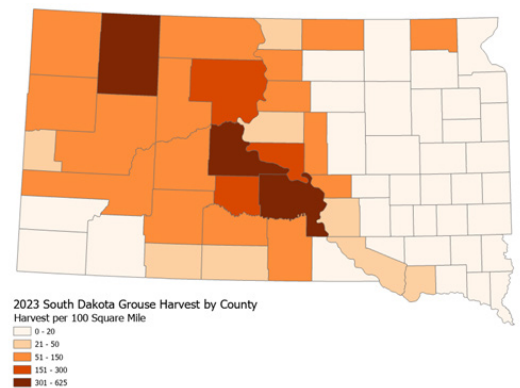 2023 South Dakota Grouse Harvest by County
Harvest per 100 Square Mile
0 - 20
21 - 50
51 - 150
151 - 300
301 - 625